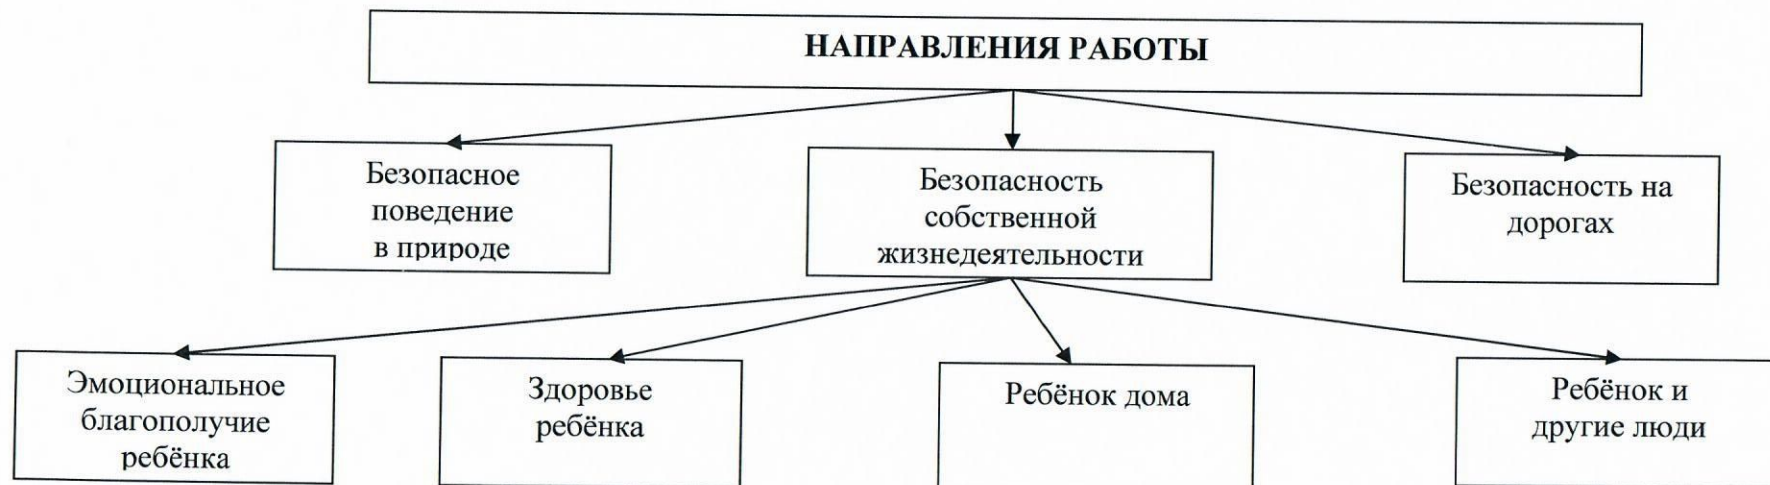 НАПРАВЛЕНИЯ РАБОТЫ
Безопасное
поведение
в природе
Безопасность
собственной
жизнедеятельности
Безопасность на
дорогах
Эмоциональное
благополучие
ребёнка
Здоровье
ребёнка
Ребёнок дома
Ребёнок и
другие люди